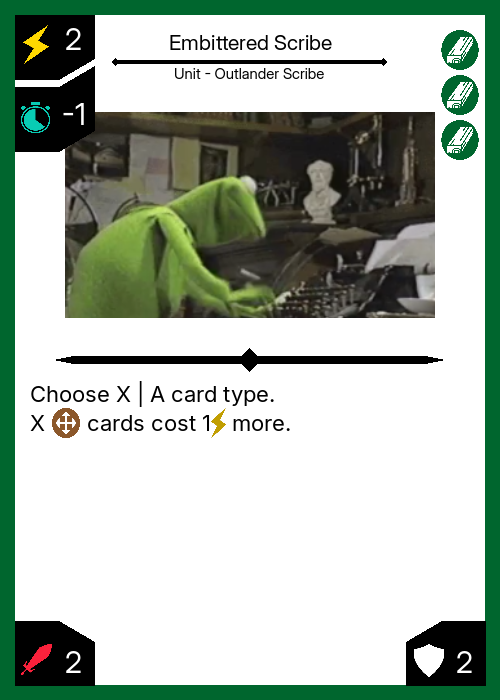 2
Embittered Scribe
Unit - Outlander Scribe
-1
Choose X | A card type.
X cards cost 1 more.
2
2